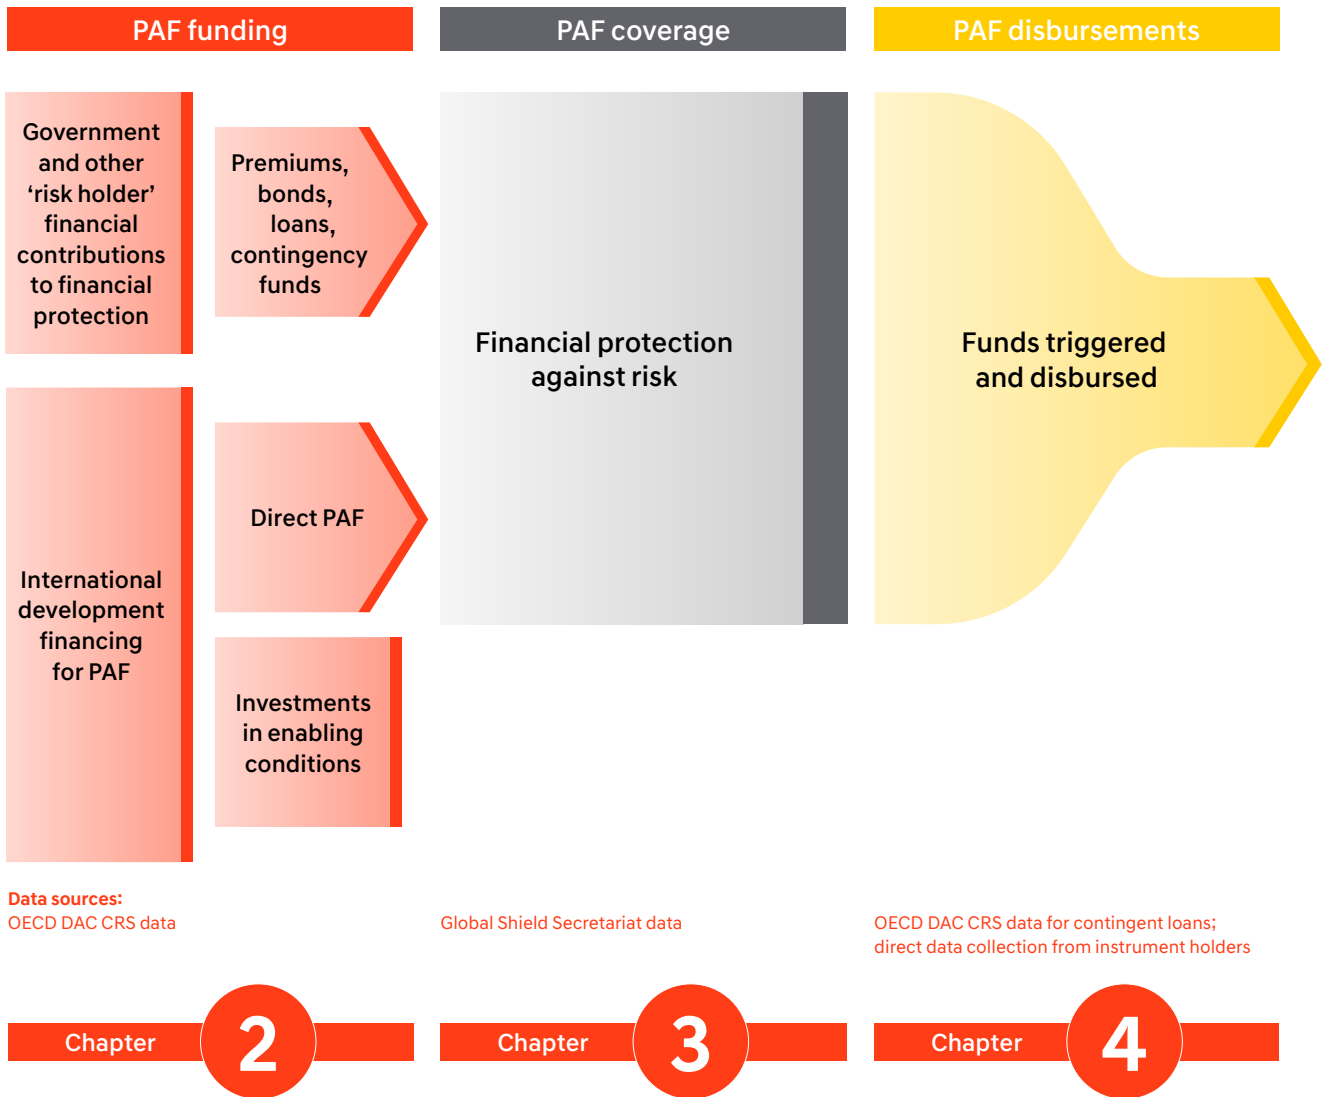 PAF funding
PAF coverage
PAF disbursements
Government
and other
‘risk holder’
financial
contributions
to financial
protection
Premiums,
bonds,
loans,
contingency
funds
International
development
financing
for PAF
Direct PAF
Investments
in enabling
conditions
Financial protection
against risk
Funds triggered
and disbursed
Data sources:
OECD DAC CRS data
Global Shield Secretariat data
OECD DAC CRS data for contingent loans;
direct data collection from instrument holders
Chapter 2
Chapter 3
Chapter 4